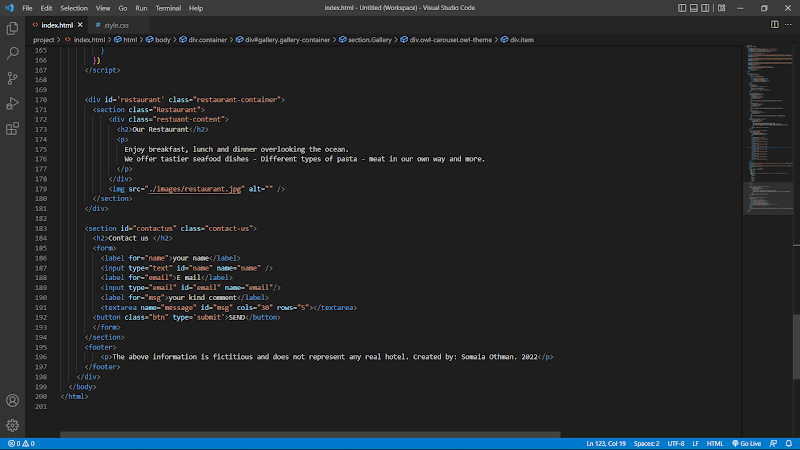 File Edit Selection View Go Run Terminal Help index.html - Untitled (Workspace) - Visual Studio Code
index.html # style.css
project > index.html > html > body > div.container > div#gallery.gallery-container > section.Gallery > div.owl-carousel.owl-theme > div.item
165 }
166 })
167 </script>
168
169
170 <div id='restaurant' class="restaurant-container">
171 <section class="Restaurant">
172 <div class="restuant-content">
173 <h2>Our Restaurant</h2>
174 <p>
175 Enjoy breakfast, lunch and dinner overlooking the ocean.
176 We offer tastier seafood dishes - Different types of pasta - meat in our own way and more.
177 </p>
178 </div>
179 <img src="./images/restaurant.jpg" alt="" />
180 </section>
181 </div>
182
183 <section id="contactus" class="contact-us">
184 <h2>Contact us </h2>
185 <form>
186 <label for="name">your name</label>
187 <input type="text" id="name" name="name" />
188 <label for="email">E mail</label>
189 <input type="email" id="email" name="email"/>
190 <label for="msg">your kind comment</label>
191 <textarea name="message" id="msg" cols="30" rows="5"></textarea>
192 <button class="btn" type='submit'>SEND</button>
193 </form>
194 </section>
195 <footer>
196 <p>The above information is fictitious and does not represent any real hotel. Created by: Somaia Othman. 2022</p>
197 </footer>
198 </div>
199 </body>
200 </html>
201
0 0 Ln 123, Col 19 Spaces: 2 UTF-8 LF HTML Go Live